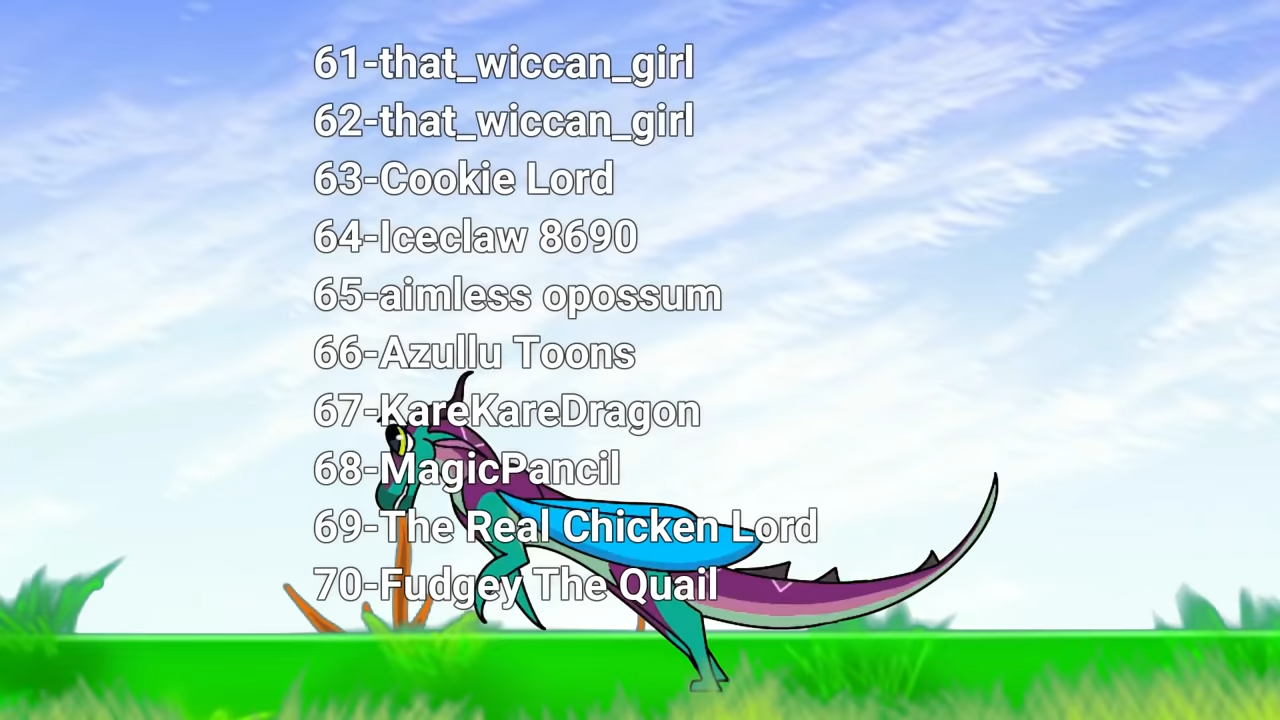 61-that_wiccan_girl
62-that_wiccan_girl
63-Cookie Lord
64-Iceclaw 8690
65-aimless opossum
66-Azullu Toons
67-KareKareDragon
68-MagicPancil
69-The Real Chicken Lord
70-Fudgey The Quail